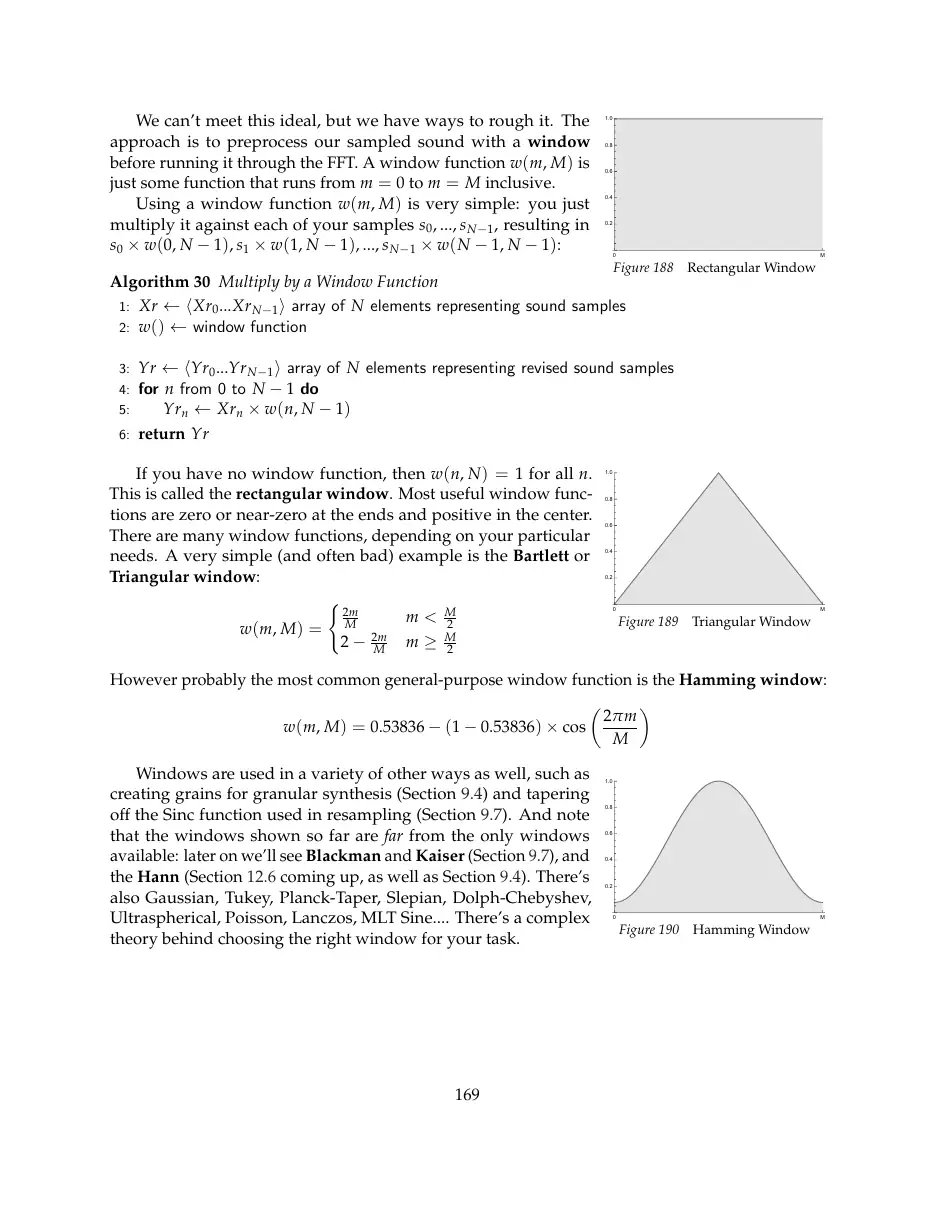 We can't meet this ideal, but we have ways to rough it. The
approach is to preprocess our sampled sound with a window
before running it through the FFT. A window function w(m, M) is
just some function that runs from m = 0 to m = M inclusive.
Using a window function w(m, M) is very simple: you just
multiply it against each of your samples s₀, ..., s_{N−1}, resulting in
s₀ × w(0, N − 1), s₁ × w(1, N − 1), ..., s_{N−1} × w(N − 1, N − 1):
1.0
0.8
0.6
0.4
0.2
0 M
Figure 188 Rectangular Window
Algorithm 30 Multiply by a Window Function
1: Xr ← ⟨Xr₀...Xr_{N−1}⟩ array of N elements representing sound samples
2: w() ← window function
3: Yr ← ⟨Yr₀...Yr_{N−1}⟩ array of N elements representing revised sound samples
4: for n from 0 to N − 1 do
5: Yr_n ← Xr_n × w(n, N − 1)
6: return Yr
If you have no window function, then w(n, N) = 1 for all n.
This is called the rectangular window. Most useful window func-
tions are zero or near-zero at the ends and positive in the center.
There are many window functions, depending on your particular
needs. A very simple (and often bad) example is the Bartlett or
Triangular window:
1.0
0.8
0.6
0.4
0.2
0 M
Figure 189 Triangular Window
w(m, M) = { 2m/M m < M/2
2 − 2m/M m ≥ M/2
However probably the most common general-purpose window function is the Hamming window:
w(m, M) = 0.53836 − (1 − 0.53836) × cos (2πm/M)
Windows are used in a variety of other ways as well, such as
creating grains for granular synthesis (Section 9.4) and tapering
off the Sinc function used in resampling (Section 9.7). And note
that the windows shown so far are far from the only windows
available: later on we'll see Blackman and Kaiser (Section 9.7), and
the Hann (Section 12.6 coming up, as well as Section 9.4). There's
also Gaussian, Tukey, Planck-Taper, Slepian, Dolph-Chebyshev,
Ultraspherical, Poisson, Lanczos, MLT Sine.... There's a complex
theory behind choosing the right window for your task.
1.0
0.8
0.6
0.4
0.2
0 M
Figure 190 Hamming Window
169